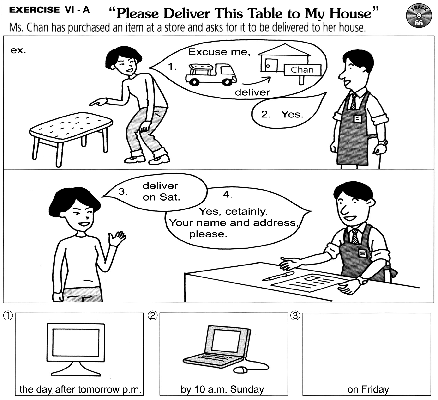 EXERCISE VI - A
"Please Deliver This Table to My House"
Ms. Chan has purchased an item at a store and asks for it to be delivered to her house.
ex.
Excuse me,
1.
Chan
deliver
2. Yes.
3. deliver
on Sat.
4.
Yes, cetainly.
Your name and address,
please.
①
the day after tomorrow p.m.
②
by 10 a.m. Sunday
③
on Friday